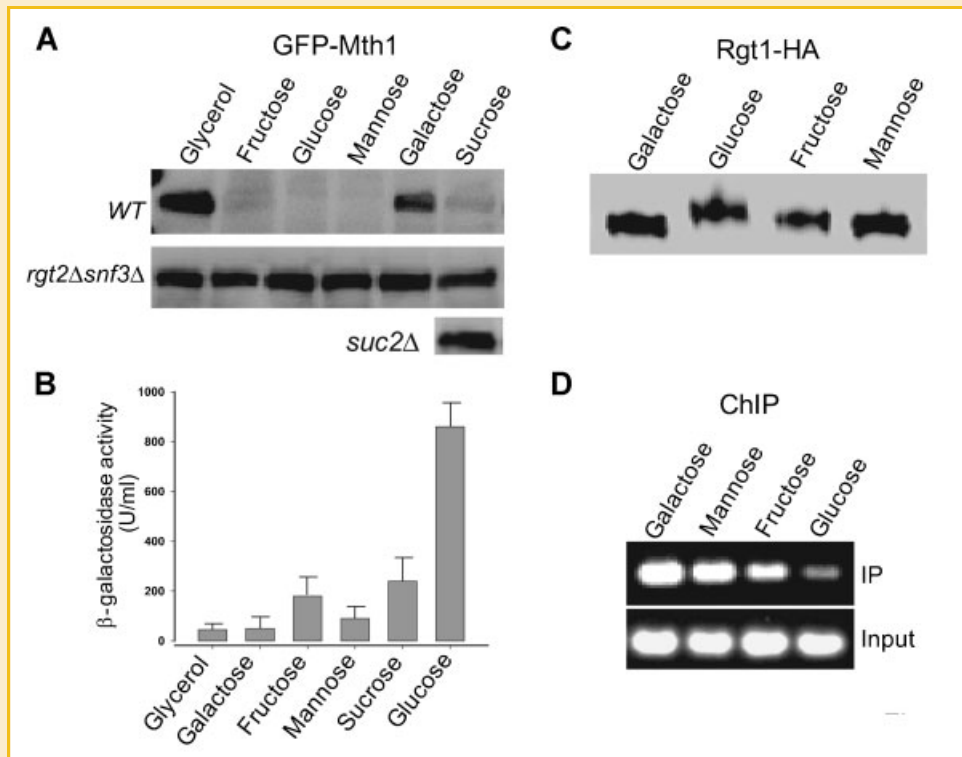 A
GFP-Mth1
Glycerol
Fructose
Glucose
Mannose
Galactose
Sucrose
WT
rgt2Δsnf3Δ
suc2Δ
B
1000
800
600
400
200
0
β-galactosidase activity
(U/ml)
Glycerol
Galactose
Fructose
Mannose
Sucrose
Glucose
C
Rgt1-HA
Galactose
Glucose
Fructose
Mannose
D
ChIP
Galactose
Mannose
Fructose
Glucose
IP
Input